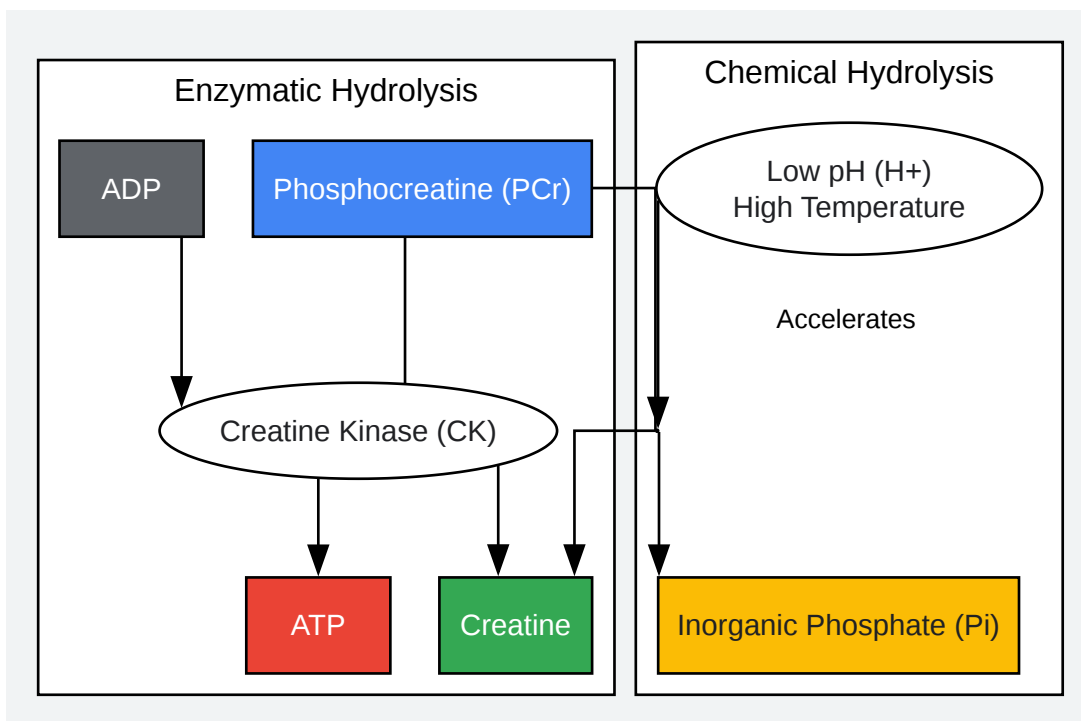 Enzymatic Hydrolysis
Chemical Hydrolysis
ADP
Phosphocreatine (PCr)
Low pH (H+)
High Temperature
Accelerates
Creatine Kinase (CK)
ATP
Creatine
Inorganic Phosphate (Pi)